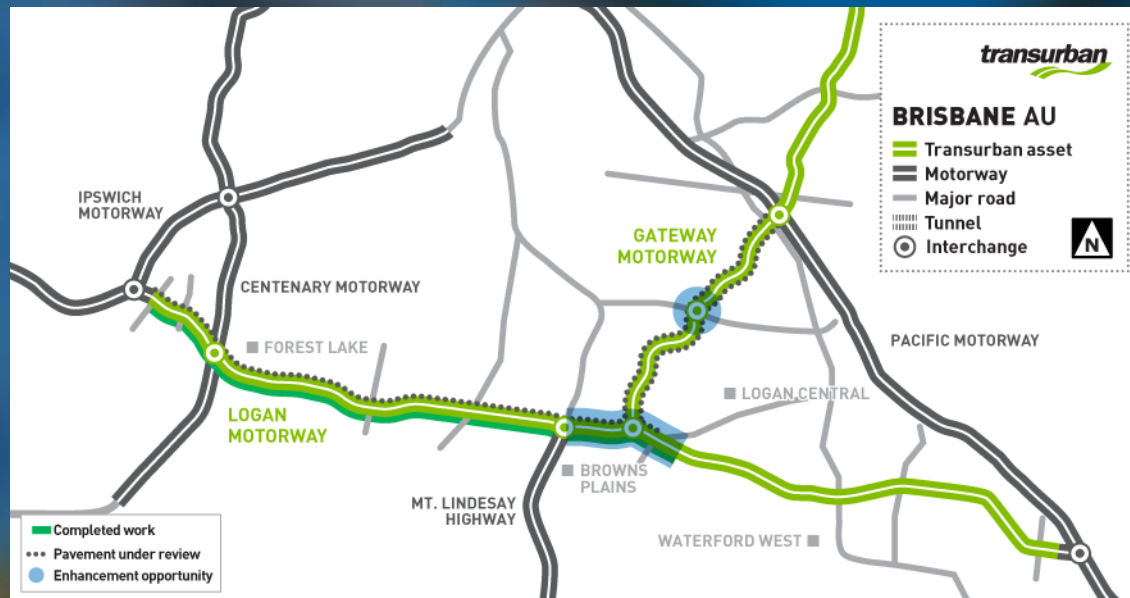 transurban
BRISBANE AU
Transurban asset
Motorway
Major road
Tunnel
Interchange
N
IPSWICH
MOTORWAY
GATEWAY
MOTORWAY
CENTENARY MOTORWAY
FOREST LAKE
PACIFIC MOTORWAY
LOGAN CENTRAL
LOGAN
MOTORWAY
BROWNS
PLAINS
MT. LINDESAY
HIGHWAY
WATERFORD WEST
Completed work
Pavement under review
Enhancement opportunity